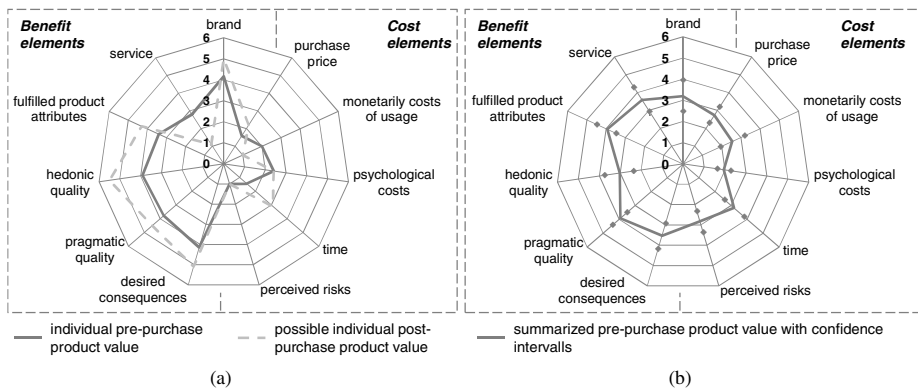 Benefit
elements
brand
Cost
elements
6
5
4
3
2
1
0
service
purchase
price
fulfilled product
attributes
monetarily costs
of usage
hedonic
quality
psychological
costs
pragmatic
quality
time
desired
consequences
perceived risks
individual pre-purchase
product value
possible individual post-
purchase product value
(a)
Benefit
elements
brand
Cost
elements
6
5
4
3
2
1
0
service
purchase
price
fulfilled product
attributes
monetarily costs
of usage
hedonic
quality
psychological
costs
pragmatic
quality
time
desired
consequences
perceived risks
summarized pre-purchase product value with confidence
intervalls
(b)